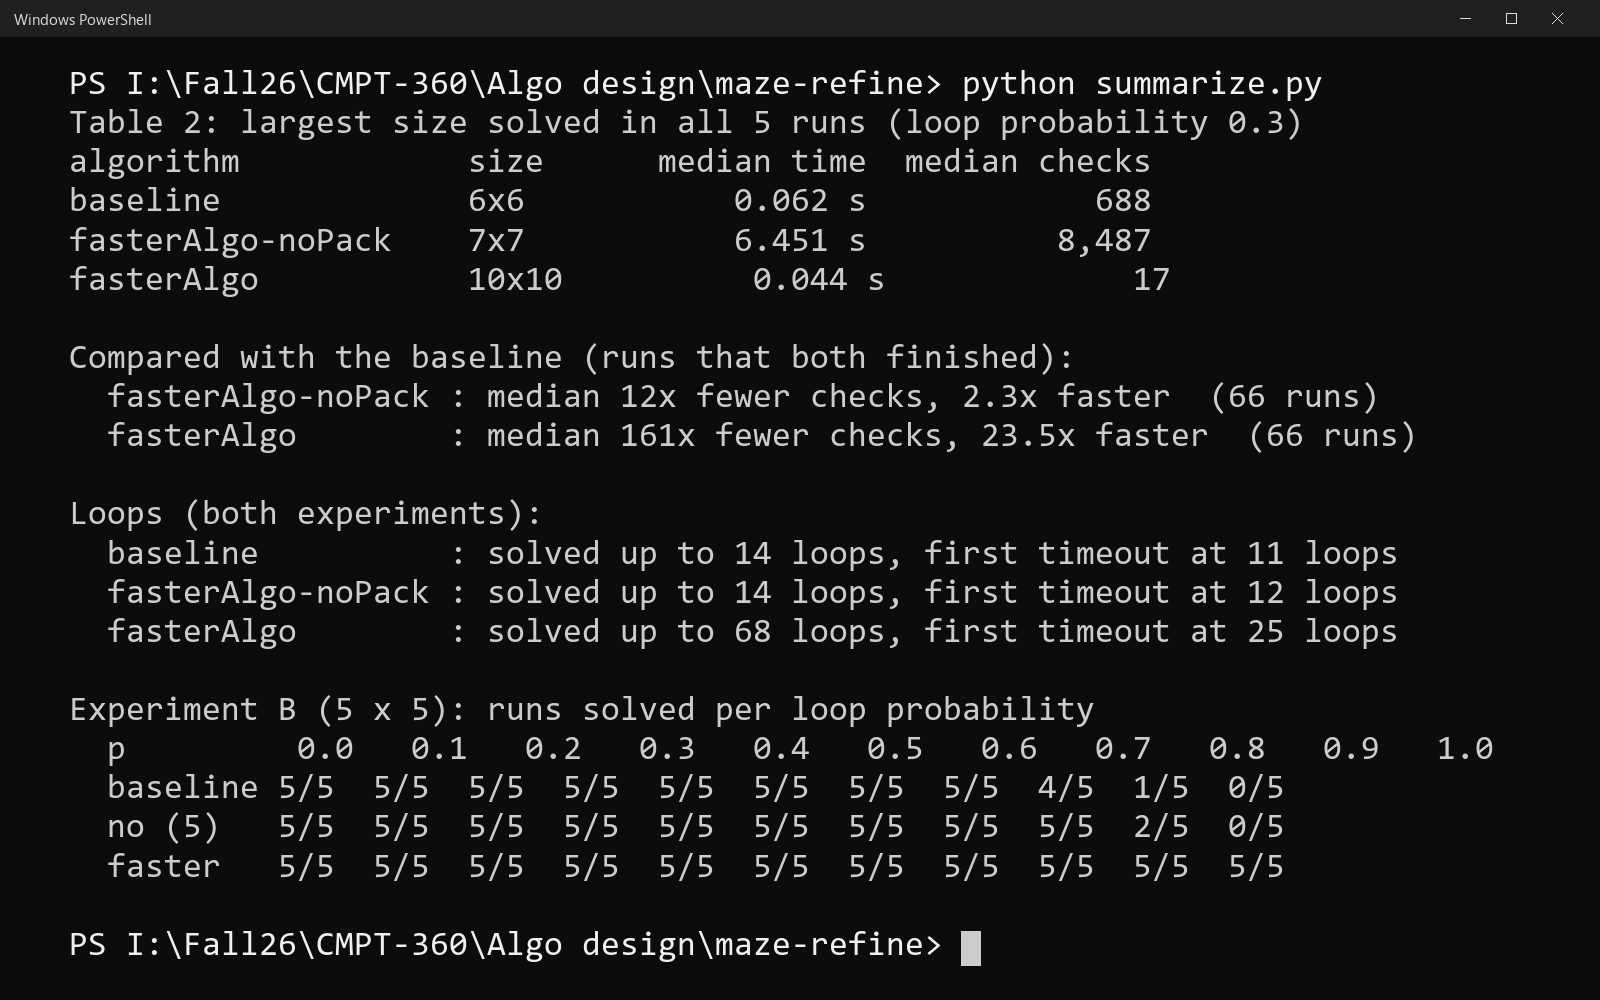 Windows PowerShell
PS I:\Fall26\CMPT-360\Algo design\maze-refine> python summarize.py
Table 2: largest size solved in all 5 runs (loop probability 0.3)
algorithm            size      median time  median checks
baseline             6x6           0.062 s            688
fasterAlgo-noPack    7x7           6.451 s          8,487
fasterAlgo           10x10          0.044 s             17

Compared with the baseline (runs that both finished):
  fasterAlgo-noPack : median 12x fewer checks, 2.3x faster  (66 runs)
  fasterAlgo        : median 161x fewer checks, 23.5x faster  (66 runs)

Loops (both experiments):
  baseline          : solved up to 14 loops, first timeout at 11 loops
  fasterAlgo-noPack : solved up to 14 loops, first timeout at 12 loops
  fasterAlgo        : solved up to 68 loops, first timeout at 25 loops

Experiment B (5 x 5): runs solved per loop probability
  p         0.0   0.1   0.2   0.3   0.4   0.5   0.6   0.7   0.8   0.9   1.0
  baseline 5/5  5/5  5/5  5/5  5/5  5/5  5/5  5/5  4/5  1/5  0/5
  no (5)   5/5  5/5  5/5  5/5  5/5  5/5  5/5  5/5  5/5  2/5  0/5
  faster   5/5  5/5  5/5  5/5  5/5  5/5  5/5  5/5  5/5  5/5  5/5

PS I:\Fall26\CMPT-360\Algo design\maze-refine>